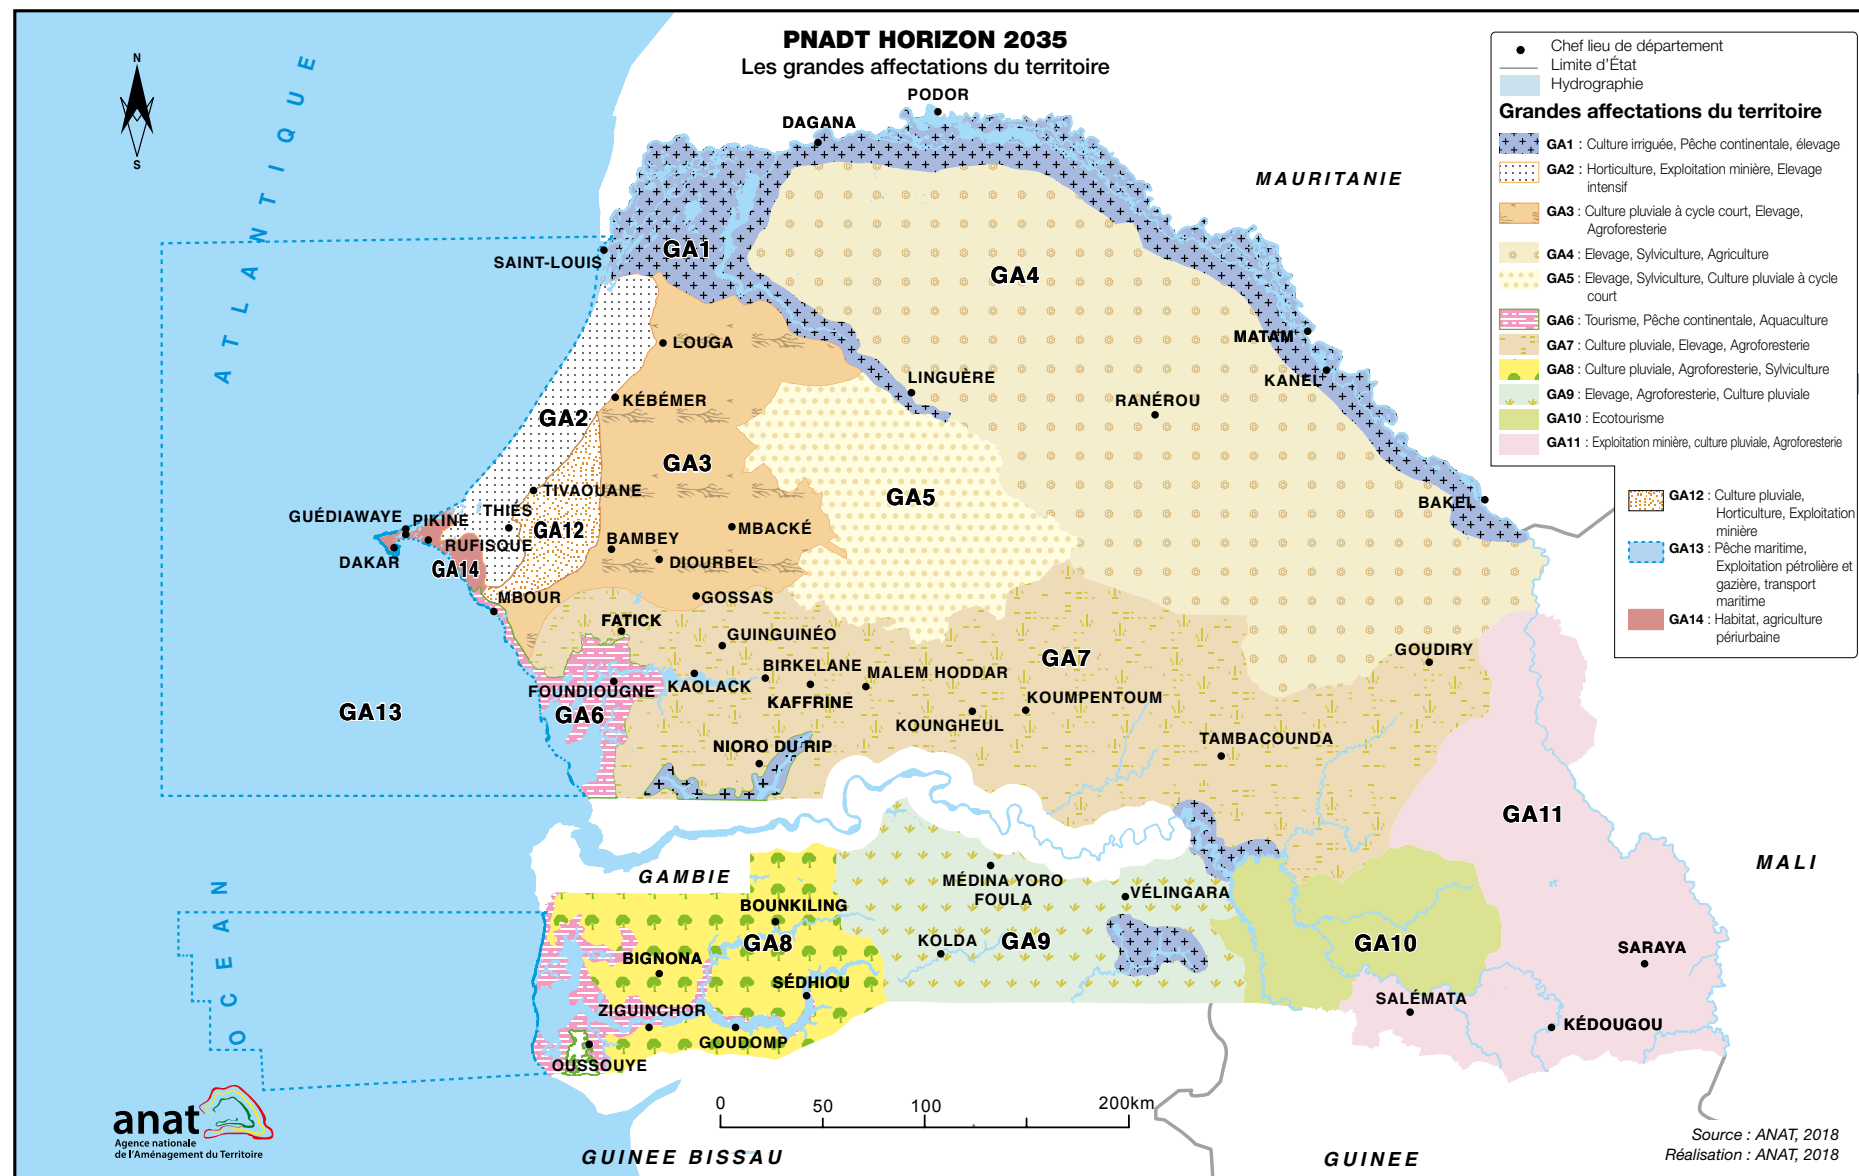 PNADT HORIZON 2035
Les grandes affectations du territoire
N
S
OCEAN ATLANTIQUE
MAURITANIE
MALI
GAMBIE
GUINEE BISSAU
GUINEE
PODOR
DAGANA
SAINT-LOUIS
GA1
GA4
LOUGA
MATAM
KANEL
LINGUÈRE
RANÉROU
KÉBÉMER
GA2
GA3
GA5
BAKEL
TIVAOUANE
THIÈS
GUÉDIAWAYE
PIKINE
GA12
MBACKÉ
RUFISQUE
BAMBEY
DAKAR
GA14
DIOURBEL
MBOUR
GOSSAS
FATICK
GUINGUINÉO
GOUDIRY
GA7
BIRKELANE
MALEM HODDAR
FOUNDIOUGNE
KAOLACK
KAFFRINE
KOUMPENTOUM
GA13
GA6
KOUNGHEUL
NIORO DU RIP
TAMBACOUNDA
GA11
MÉDINA YORO
FOULA
VÉLINGARA
BOUNKILING
GA8
KOLDA
GA9
GA10
SARAYA
BIGNONA
SÉDHIOU
SALÉMATA
ZIGUINCHOR
KÉDOUGOU
GOUDOMP
OUSSOUYE
Chef lieu de département
Limite d'État
Hydrographie
Grandes affectations du territoire
GA1 : Culture irriguée, Pêche continentale, élevage
GA2 : Horticulture, Exploitation minière, Elevage
intensif
GA3 : Culture pluviale à cycle court, Elevage,
Agroforesterie
GA4 : Elevage, Sylviculture, Agriculture
GA5 : Elevage, Sylviculture, Culture pluviale à cycle
court
GA6 : Tourisme, Pêche continentale, Aquaculture
GA7 : Culture pluviale, Elevage, Agroforesterie
GA8 : Culture pluviale, Agroforesterie, Sylviculture
GA9 : Elevage, Agroforesterie, Culture pluviale
GA10 : Ecotourisme
GA11 : Exploitation minière, culture pluviale, Agroforesterie
GA12 : Culture pluviale,
Horticulture, Exploitation
minière
GA13 : Pêche maritime,
Exploitation pétrolière et
gazière, transport
maritime
GA14 : Habitat, agriculture
périurbaine
0 50 100 200km
anat
Agence nationale
de l'Aménagement du Territoire
Source : ANAT, 2018
Réalisation : ANAT, 2018